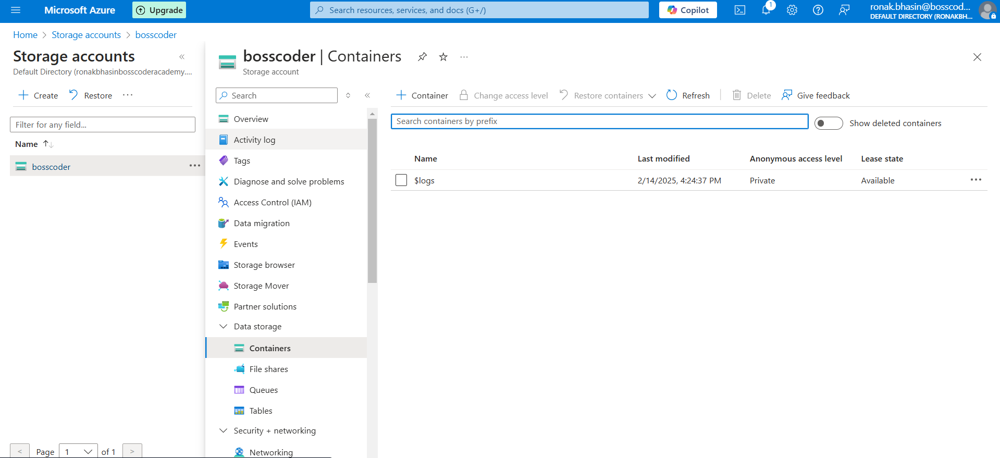 Microsoft Azure
Upgrade
Search resources, services, and docs (G+/)
Copilot
1
ronak.bhasin@bosscod...
DEFAULT DIRECTORY (RONAKBH...
Home > Storage accounts > bosscoder
Storage accounts
Default Directory (ronakbhasinbosscoderacademy....
+ Create
Restore
...
Filter for any field...
Name ↑↓
bosscoder
...
< Page 1 of 1 >
bosscoder | Containers
...
Storage account
Search
Overview
Activity log
Tags
Diagnose and solve problems
Access Control (IAM)
Data migration
Events
Storage browser
Storage Mover
Partner solutions
Data storage
Containers
File shares
Queues
Tables
Security + networking
Networking
+ Container
Change access level
Restore containers
Refresh
Delete
Give feedback
Search containers by prefix
Show deleted containers
Name Last modified Anonymous access level Lease state
$logs 2/14/2025, 4:24:37 PM Private Available ...